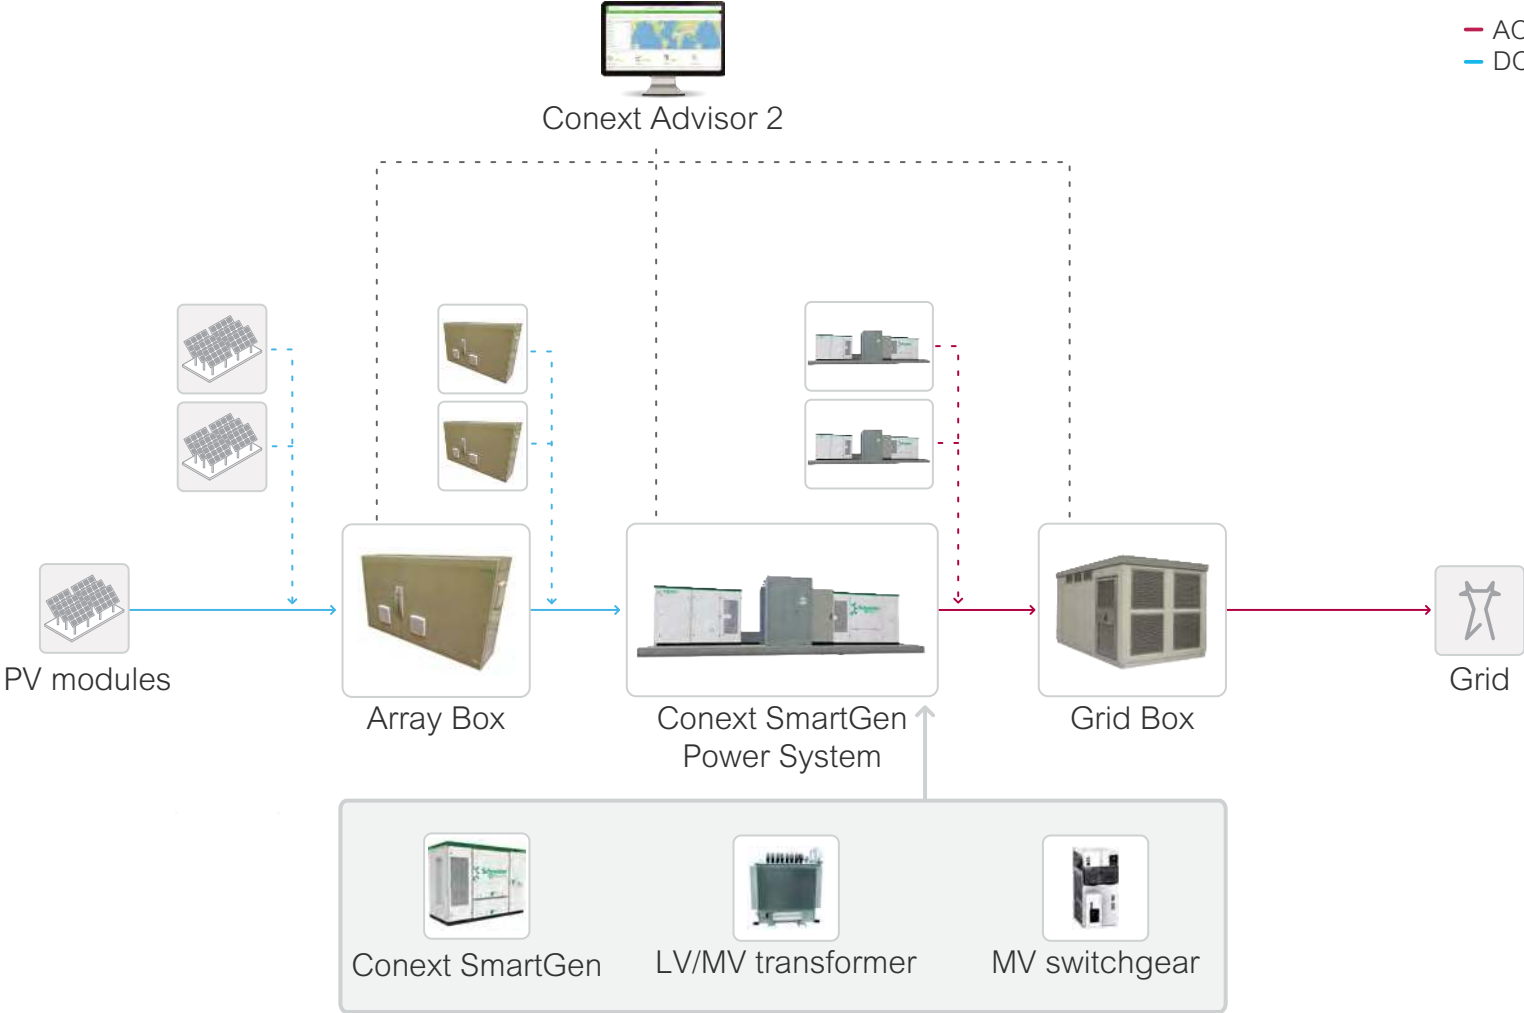 AC
DC
Conext Advisor 2
PV modules
Array Box
Conext SmartGen
Power System
Grid Box
Grid
Schneider
Conext SmartGen
LV/MV transformer
MV switchgear